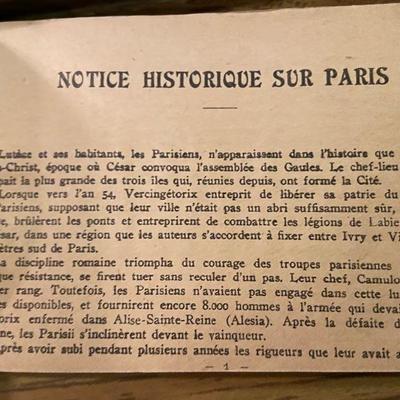 NOTICE HISTORIQUE SUR PARIS
Lutèce et ses habitants, les Parisiens, n'apparaissent dans l'histoire que
s-Christ, époque où César convoqua l'assemblée des Gaules. Le chef-lieu
pait la plus grande des trois îles qui, réunies depuis, ont formé la Cité.
Lorsque vers l'an 54, Vercingétorix entreprit de libérer sa patrie du
Parisiens, supposant que leur ville n'était pas un abri suffisamment sûr,
e, brûlèrent les ponts et entreprirent de combattre les légions de Labie
sar, dans une région que les auteurs s'accordent à fixer entre Ivry et Vi
ètres sud de Paris.
a discipline romaine triompha du courage des troupes parisiennes
que résistance, se firent tuer sans reculer d'un pas. Leur chef, Camulo
er rang. Toutefois, les Parisiens n'avaient pas engagé dans cette lu
es disponibles, et fournirent encore 8.000 hommes à l'armée qui devai
orix enfermé dans Alise-Sainte-Reine (Alesia). Après la défaite d
ne, les Parisii s'inclinèrent devant le vainqueur.
près avoir subi pendant plusieurs années les rigueurs que leur avait a
— 1 —